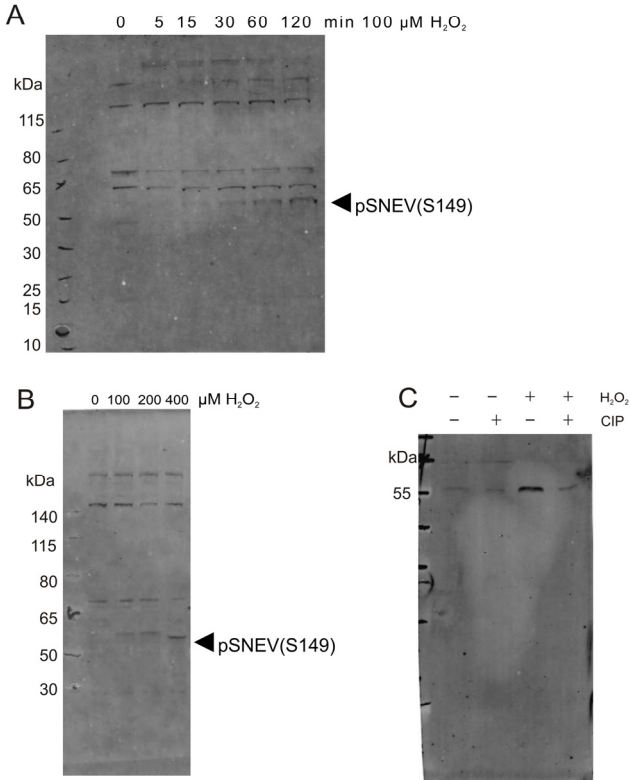 A
0 5 15 30 60 120 min 100 µM H₂O₂
kDa
115
80
65
50
30
25
15
10
pSNEV(S149)
B
0 100 200 400 µM H₂O₂
kDa
140
115
80
65
50
30
pSNEV(S149)
C
− − + + H₂O₂
− + − + CIP
kDa
55